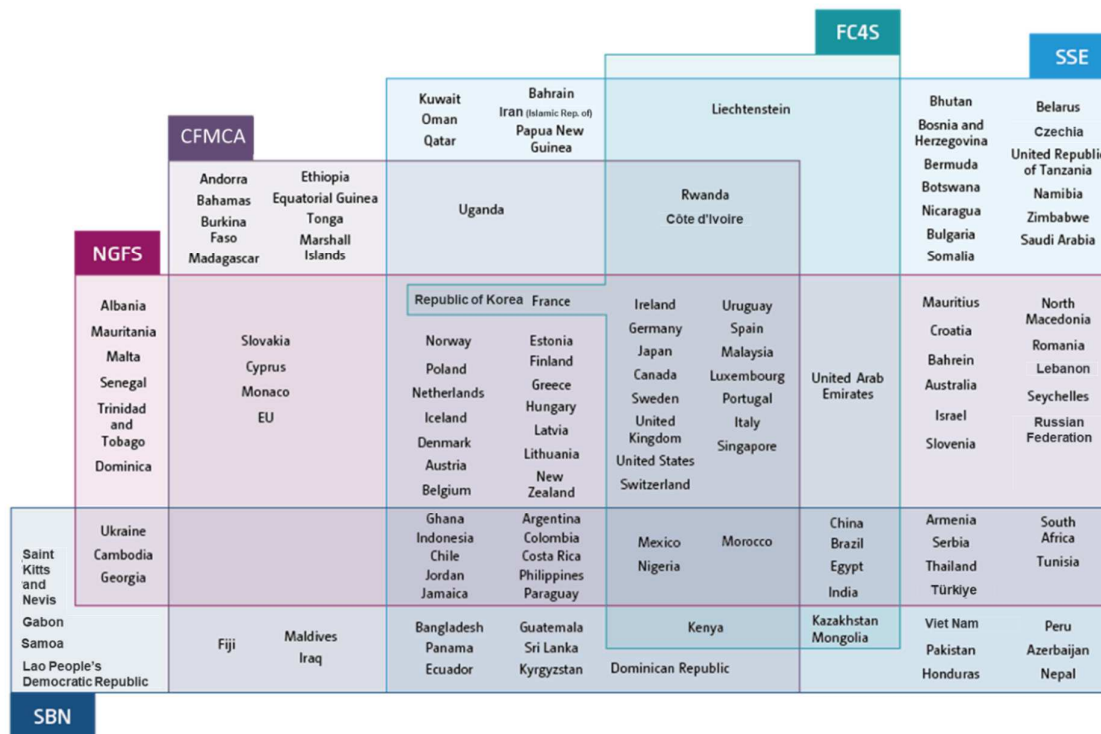 FC4S
SSE
Kuwait
Oman
Qatar
Bahrain
Iran (Islamic Rep. of)
Papua New
Guinea
Liechtenstein
Bhutan
Bosnia and
Herzegovina
Bermuda
Botswana
Nicaragua
Bulgaria
Somalia
Belarus
Czechia
United Republic
of Tanzania
Namibia
Zimbabwe
Saudi Arabia
CFMCA
Andorra
Bahamas
Burkina
Faso
Madagascar
Ethiopia
Equatorial Guinea
Tonga
Marshall
Islands
Uganda
Rwanda
Côte d'Ivoire
NGFS
Albania
Mauritania
Malta
Senegal
Trinidad
and
Tobago
Dominica
Slovakia
Cyprus
Monaco
EU
Republic of Korea
France
Norway
Poland
Netherlands
Iceland
Denmark
Austria
Belgium
Estonia
Finland
Greece
Hungary
Latvia
Lithuania
New
Zealand
Ireland
Germany
Japan
Canada
Sweden
United
Kingdom
United States
Switzerland
Uruguay
Spain
Malaysia
Luxembourg
Portugal
Italy
Singapore
United Arab
Emirates
Mauritius
Croatia
Bahrein
Australia
Israel
Slovenia
North
Macedonia
Romania
Lebanon
Seychelles
Russian
Federation
Ukraine
Cambodia
Georgia
Ghana
Indonesia
Chile
Jordan
Jamaica
Argentina
Colombia
Costa Rica
Philippines
Paraguay
Mexico
Nigeria
Morocco
China
Brazil
Egypt
India
Armenia
Serbia
Thailand
Türkiye
South
Africa
Tunisia
Saint
Kitts
and
Nevis
Gabon
Samoa
Lao People's
Democratic Republic
Fiji
Maldives
Iraq
Bangladesh
Panama
Ecuador
Guatemala
Sri Lanka
Kyrgyzstan
Kenya
Dominican Republic
Kazakhstan
Mongolia
Viet Nam
Pakistan
Honduras
Peru
Azerbaijan
Nepal
SBN